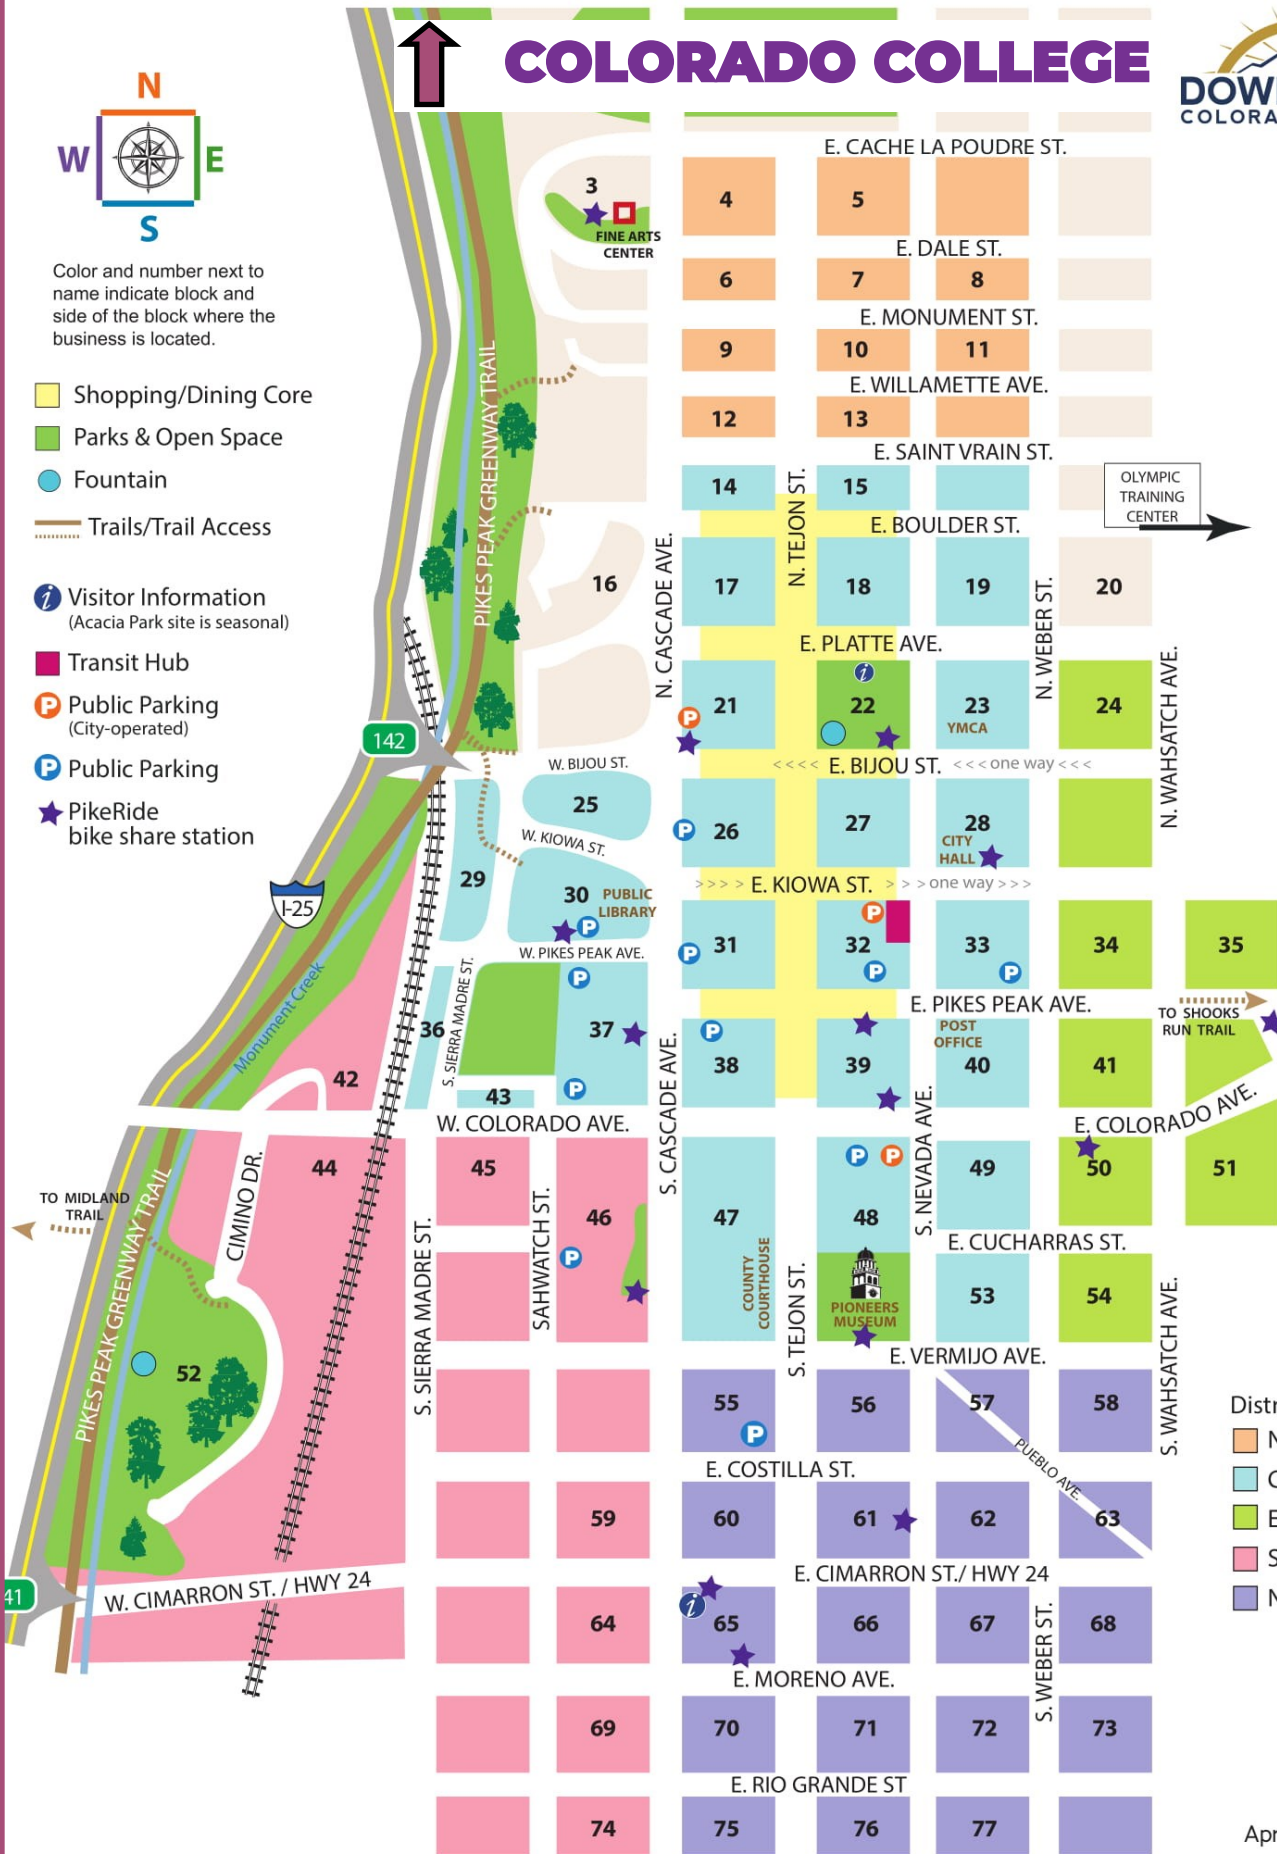 COLORADO COLLEGE
N
W
E
S
Color and number next to
name indicate block and
side of the block where the
business is located.
Shopping/Dining Core
Parks & Open Space
Fountain
Trails/Trail Access
Visitor Information
(Acacia Park site is seasonal)
Transit Hub
Public Parking
(City-operated)
Public Parking
PikeRide
bike share station
E. CACHE LA POUDRE ST.
3
4
5
FINE ARTS
CENTER
E. DALE ST.
6
7
8
E. MONUMENT ST.
9
10
11
E. WILLAMETTE AVE.
12
13
E. SAINT VRAIN ST.
14
15
OLYMPIC
TRAINING
CENTER
E. BOULDER ST.
PIKES PEAK GREENWAY TRAIL
N. CASCADE AVE.
N. TEJON ST.
N. WEBER ST.
N. WAHSATCH AVE.
16
17
18
19
20
E. PLATTE AVE.
i
21
22
23
24
P
YMCA
142
W. BIJOU ST.
<<<< E. BIJOU ST. <<< one way <<<
25
26
27
28
P
CITY
HALL
W. KIOWA ST.
>>>> E. KIOWA ST. >>> one way >>>
29
30
PUBLIC
LIBRARY
P
I-25
31
32
33
34
35
P
P
P
P
W. PIKES PEAK AVE.
E. PIKES PEAK AVE.
TO SHOOKS
RUN TRAIL
Monument Creek
S. SIERRA MADRE ST.
36
37
P
P
38
P
39
POST
OFFICE
40
41
42
43
W. COLORADO AVE.
E. COLORADO AVE.
S. CASCADE AVE.
S. NEVADA AVE.
44
45
46
P
47
COUNTY
COURTHOUSE
P
P
48
49
50
51
TO MIDLAND
TRAIL
CIMINO DR.
PIKES PEAK GREENWAY TRAIL
S. SIERRA MADRE ST.
SAHWATCH ST.
S. TEJON ST.
E. CUCHARRAS ST.
PIONEERS
MUSEUM
53
54
S. WAHSATCH AVE.
52
E. VERMIJO AVE.
55
P
56
57
58
PUEBLO AVE.
E. COSTILLA ST.
59
60
61
62
63
W. CIMARRON ST. / HWY 24
E. CIMARRON ST./ HWY 24
41
i
64
65
66
67
68
S. WEBER ST.
E. MORENO AVE.
69
70
71
72
73
E. RIO GRANDE ST
74
75
76
77